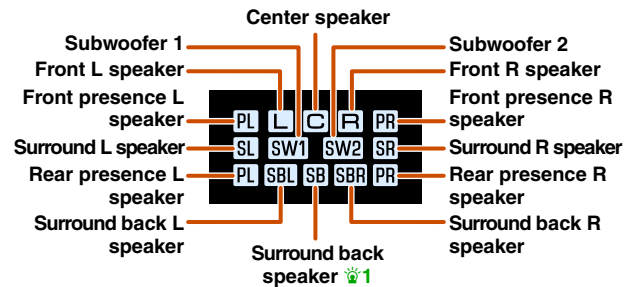 Center speaker
Subwoofer 1
Subwoofer 2
Front L speaker
Front R speaker
Front presence L
speaker
Front presence R
speaker
PL L C R PR
Surround L speaker
SL SW1 SW2 SR
Surround R speaker
Rear presence L
speaker
PL SBL SB SBR PR
Rear presence R
speaker
Surround back L
speaker
Surround back R
speaker
Surround back
speaker 1